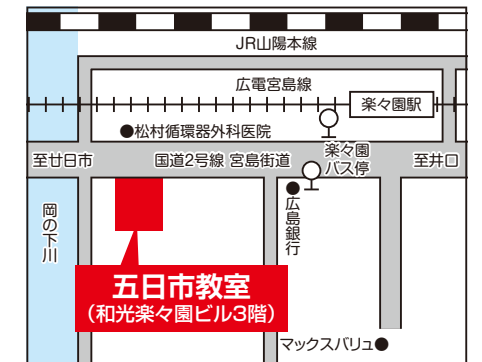 JR山陽本線
広電宮島線
楽々園駅
●松村循環器外科医院
楽々園
バス停
至廿日市
国道2号線 宮島街道
至井口
岡の下川
広島銀行
五日市教室
(和光楽々園ビル3階)
マックスバリュ●